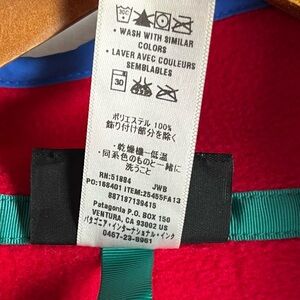 30C
• WASH WITH SIMILAR
COLORS
• LAVER AVEC COULEURS
SEMBLABLES
30
ポリエステル 100%
飾り付け部分を除く
・乾燥機－低温
・同系色のものと一緒に
洗うこと
RN:51884 JWB
PO:168401 ITEM:25455FA13
887187139415
Patagonia P.O. BOX 150
VENTURA, CA 93002 US
パタゴニア・インターナショナル・インク
0467-23-8961